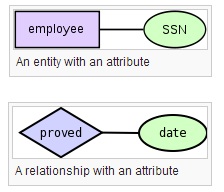 employee SSN
An entity with an attribute
proved date
A relationship with an attribute